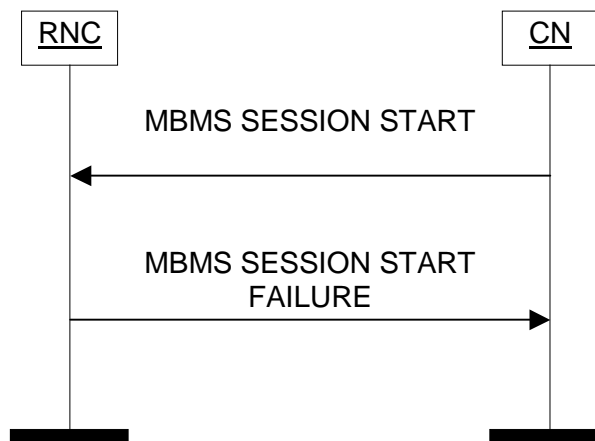 RNC
CN
MBMS SESSION START
MBMS SESSION START
FAILURE